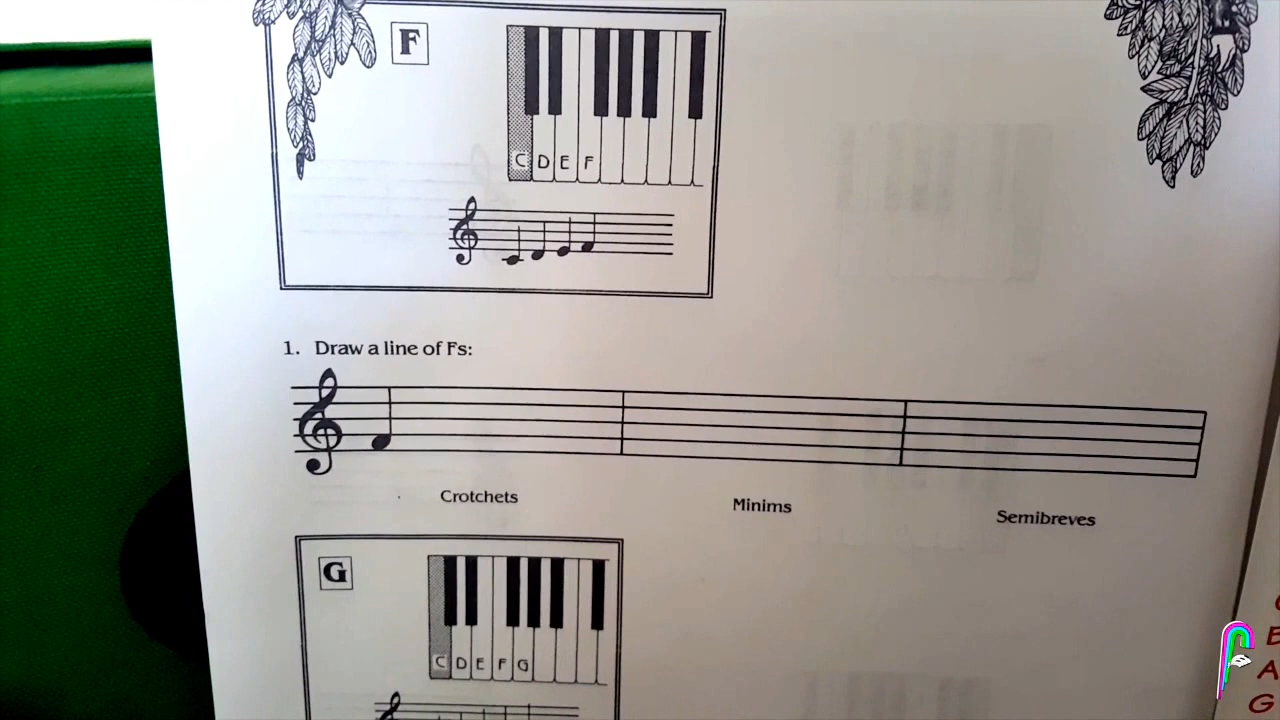 F
C D E F
1. Draw a line of Fs:
Crotchets
Minims
Semibreves
G
C D E F G
B
A
G